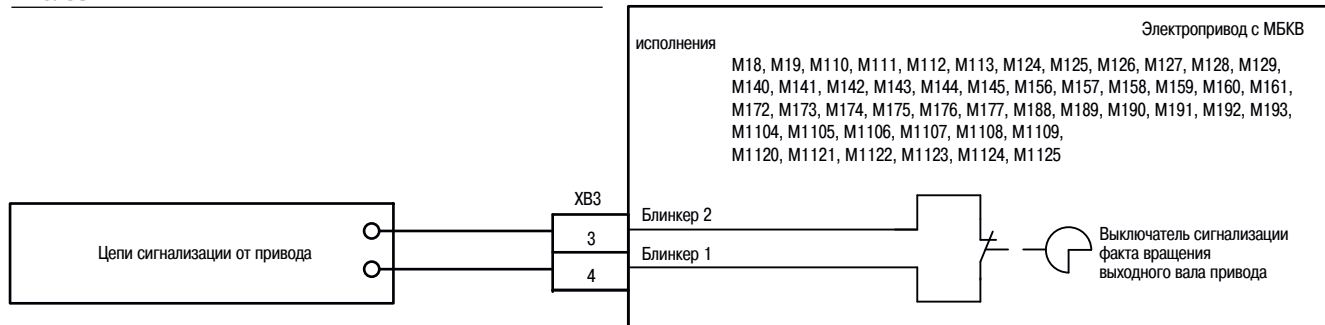 Электропривод с МБКВ
исполнения
М18, М19, М110, М111, М112, М113, М124, М125, М126, М127, М128, М129,
М140, М141, М142, М143, М144, М145, М156, М157, М158, М159, М160, М161,
М172, М173, М174, М175, М176, М177, М188, М189, М190, М191, М192, М193,
М1104, М1105, М1106, М1107, М1108, М1109,
М1120, М1121, М1122, М1123, М1124, М1125
ХВ3
Блинкер 2
3
Цепи сигнализации от привода
Блинкер 1
4
Выключатель сигнализации
факта вращения
выходного вала привода